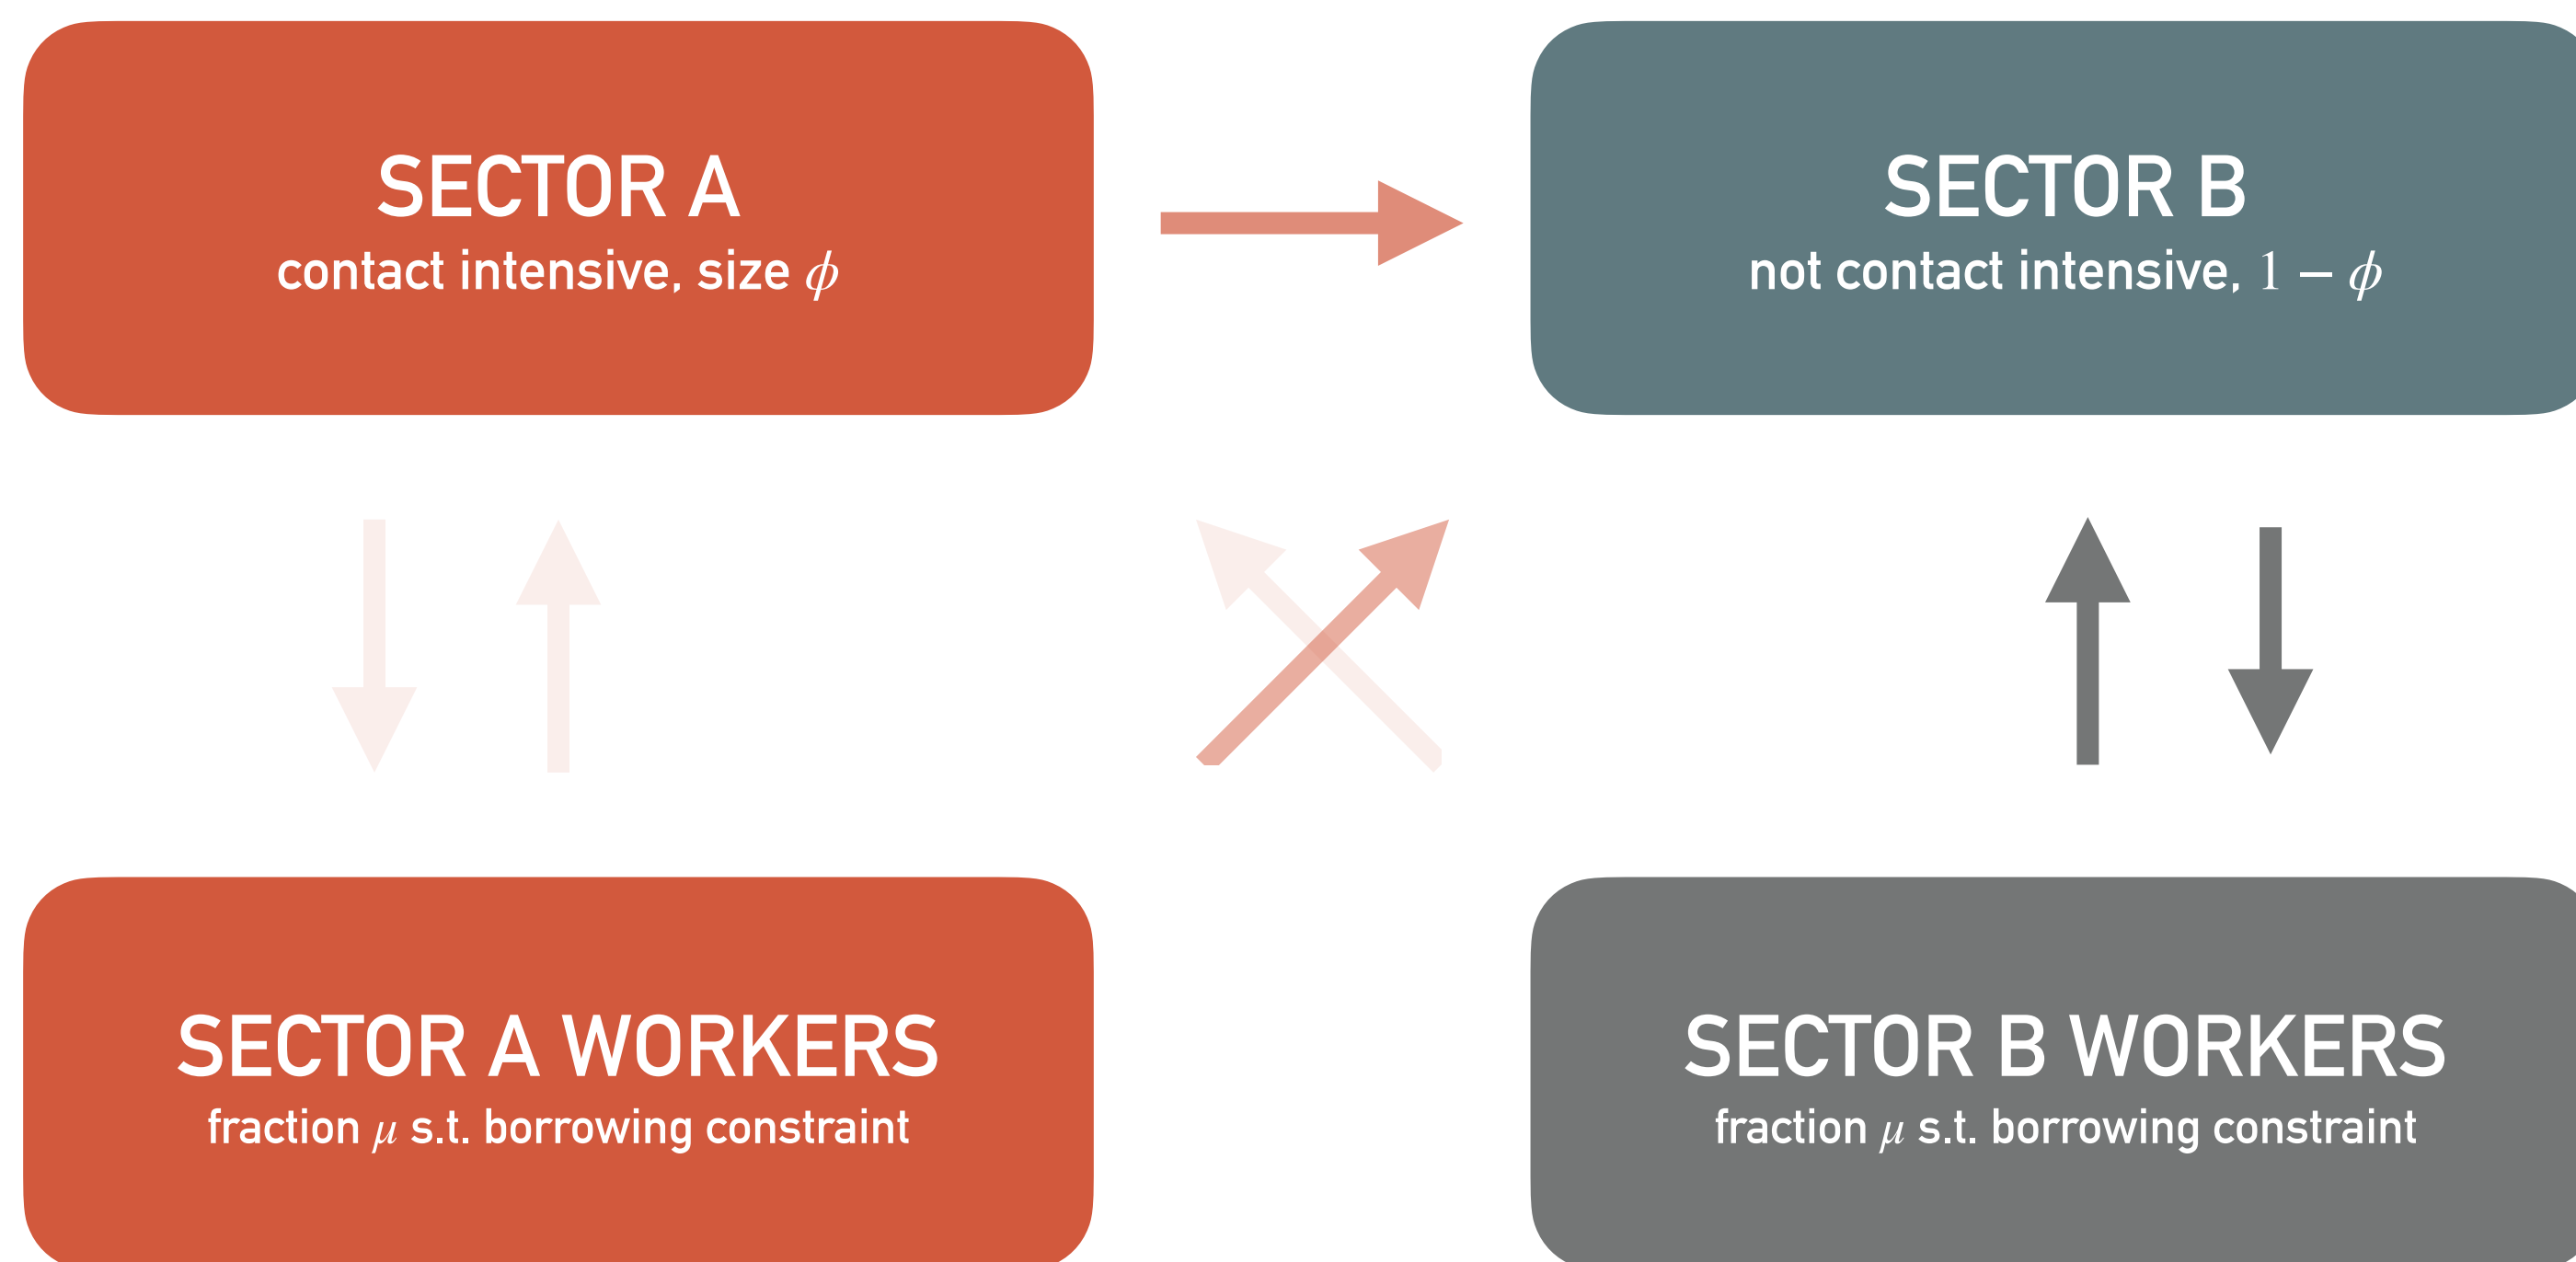 SECTOR A
contact intensive, size ϕ
SECTOR B
not contact intensive, 1 − ϕ
SECTOR A WORKERS
fraction μ s.t. borrowing constraint
SECTOR B WORKERS
fraction μ s.t. borrowing constraint